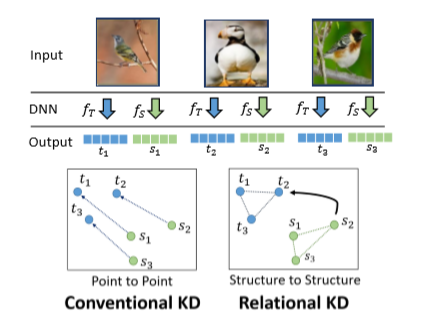 Input
DNN f_T f_S f_T f_S f_T f_S
Output
t_1 s_1 t_2 s_2 t_3 s_3
t_1 t_2
t_3
s_1 s_2
s_3
t_1 t_2
t_3
s_1 s_2
s_3
Point to Point Structure to Structure
Conventional KD Relational KD